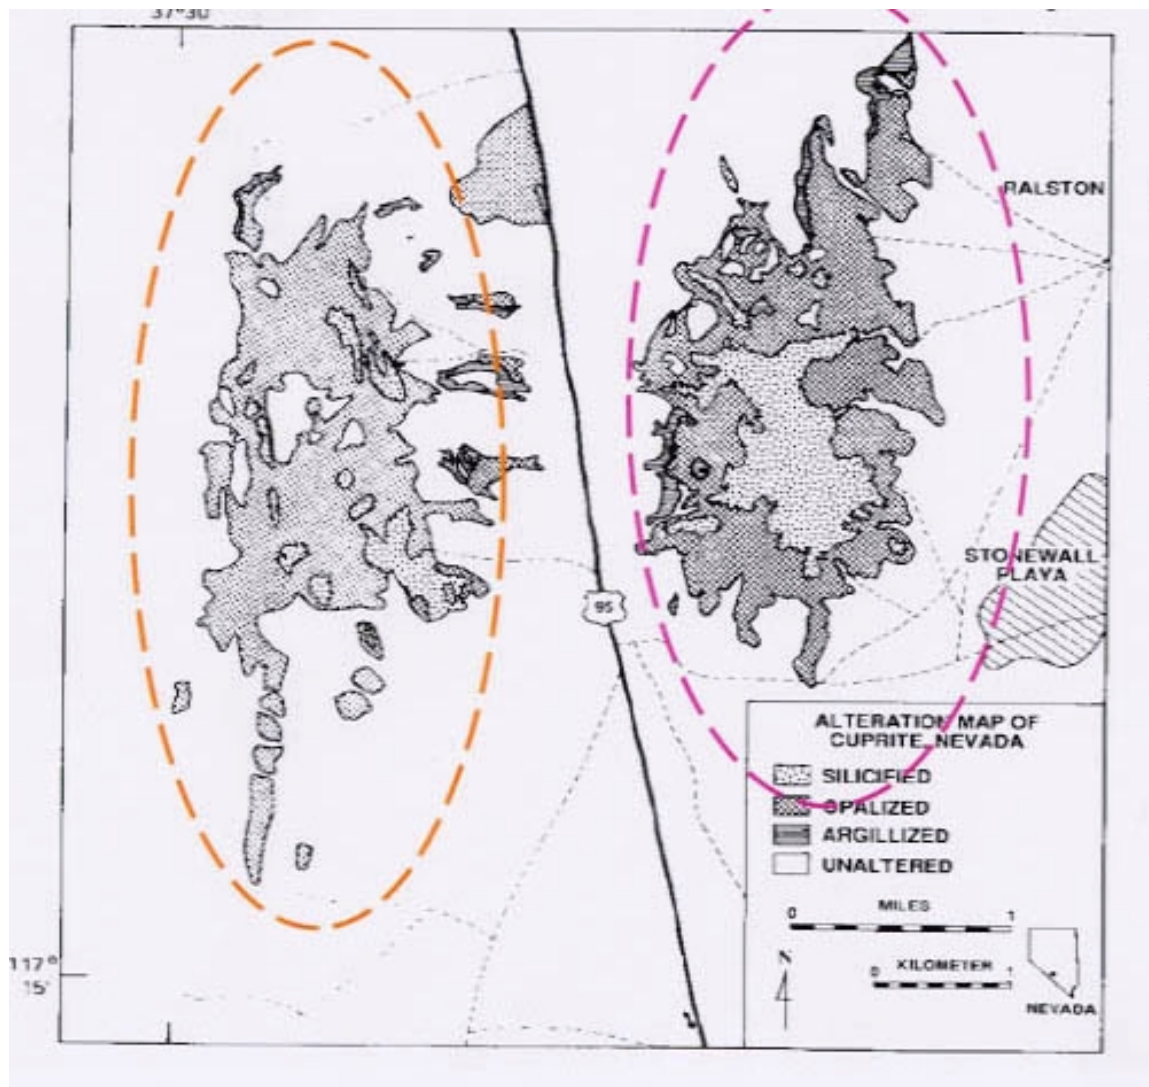 37°30'
RALSTON
STONEWALL
PLAYA
95
ALTERATION MAP OF
CUPRITE, NEVADA
SILICIFIED
OPALIZED
ARGILLIZED
UNALTERED
MILES
0 1
N
KILOMETER
0 1
NEVADA
117°
15'